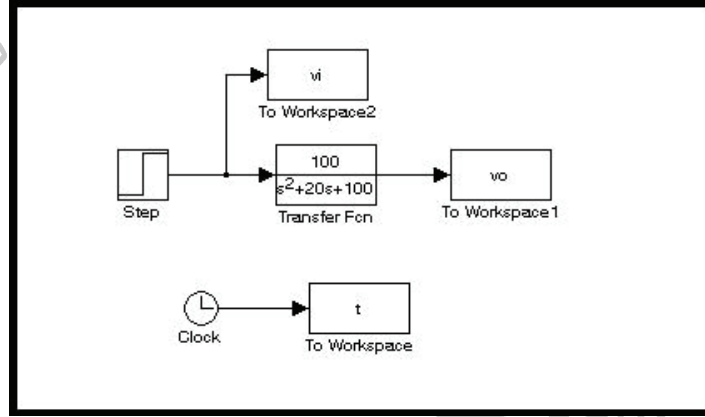 vi
To Workspace2
100
s²+20s+100
Transfer Fcn
vo
To Workspace1
Step
Clock
t
To Workspace